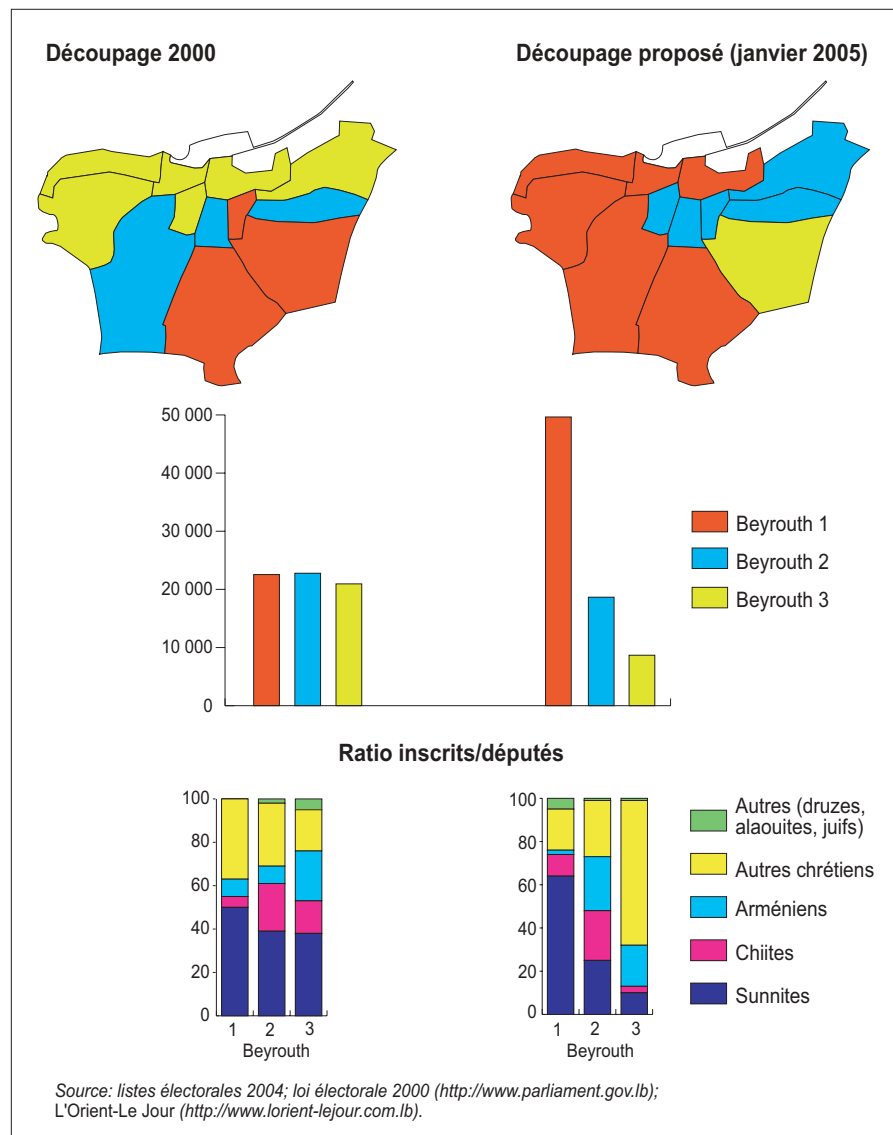 Découpage 2000
Découpage proposé (janvier 2005)
50 000
40 000
30 000
20 000
10 000
0
Beyrouth 1
Beyrouth 2
Beyrouth 3
Ratio inscrits/députés
100
80
60
40
20
0
1 2 3
Beyrouth
100
80
60
40
20
0
1 2 3
Beyrouth
Autres (druzes,
alaouites, juifs)
Autres chrétiens
Arméniens
Chiites
Sunnites
Source: listes électorales 2004; loi électorale 2000 (http://www.parliament.gov.lb);
L'Orient-Le Jour (http://www.lorient-lejour.com.lb).